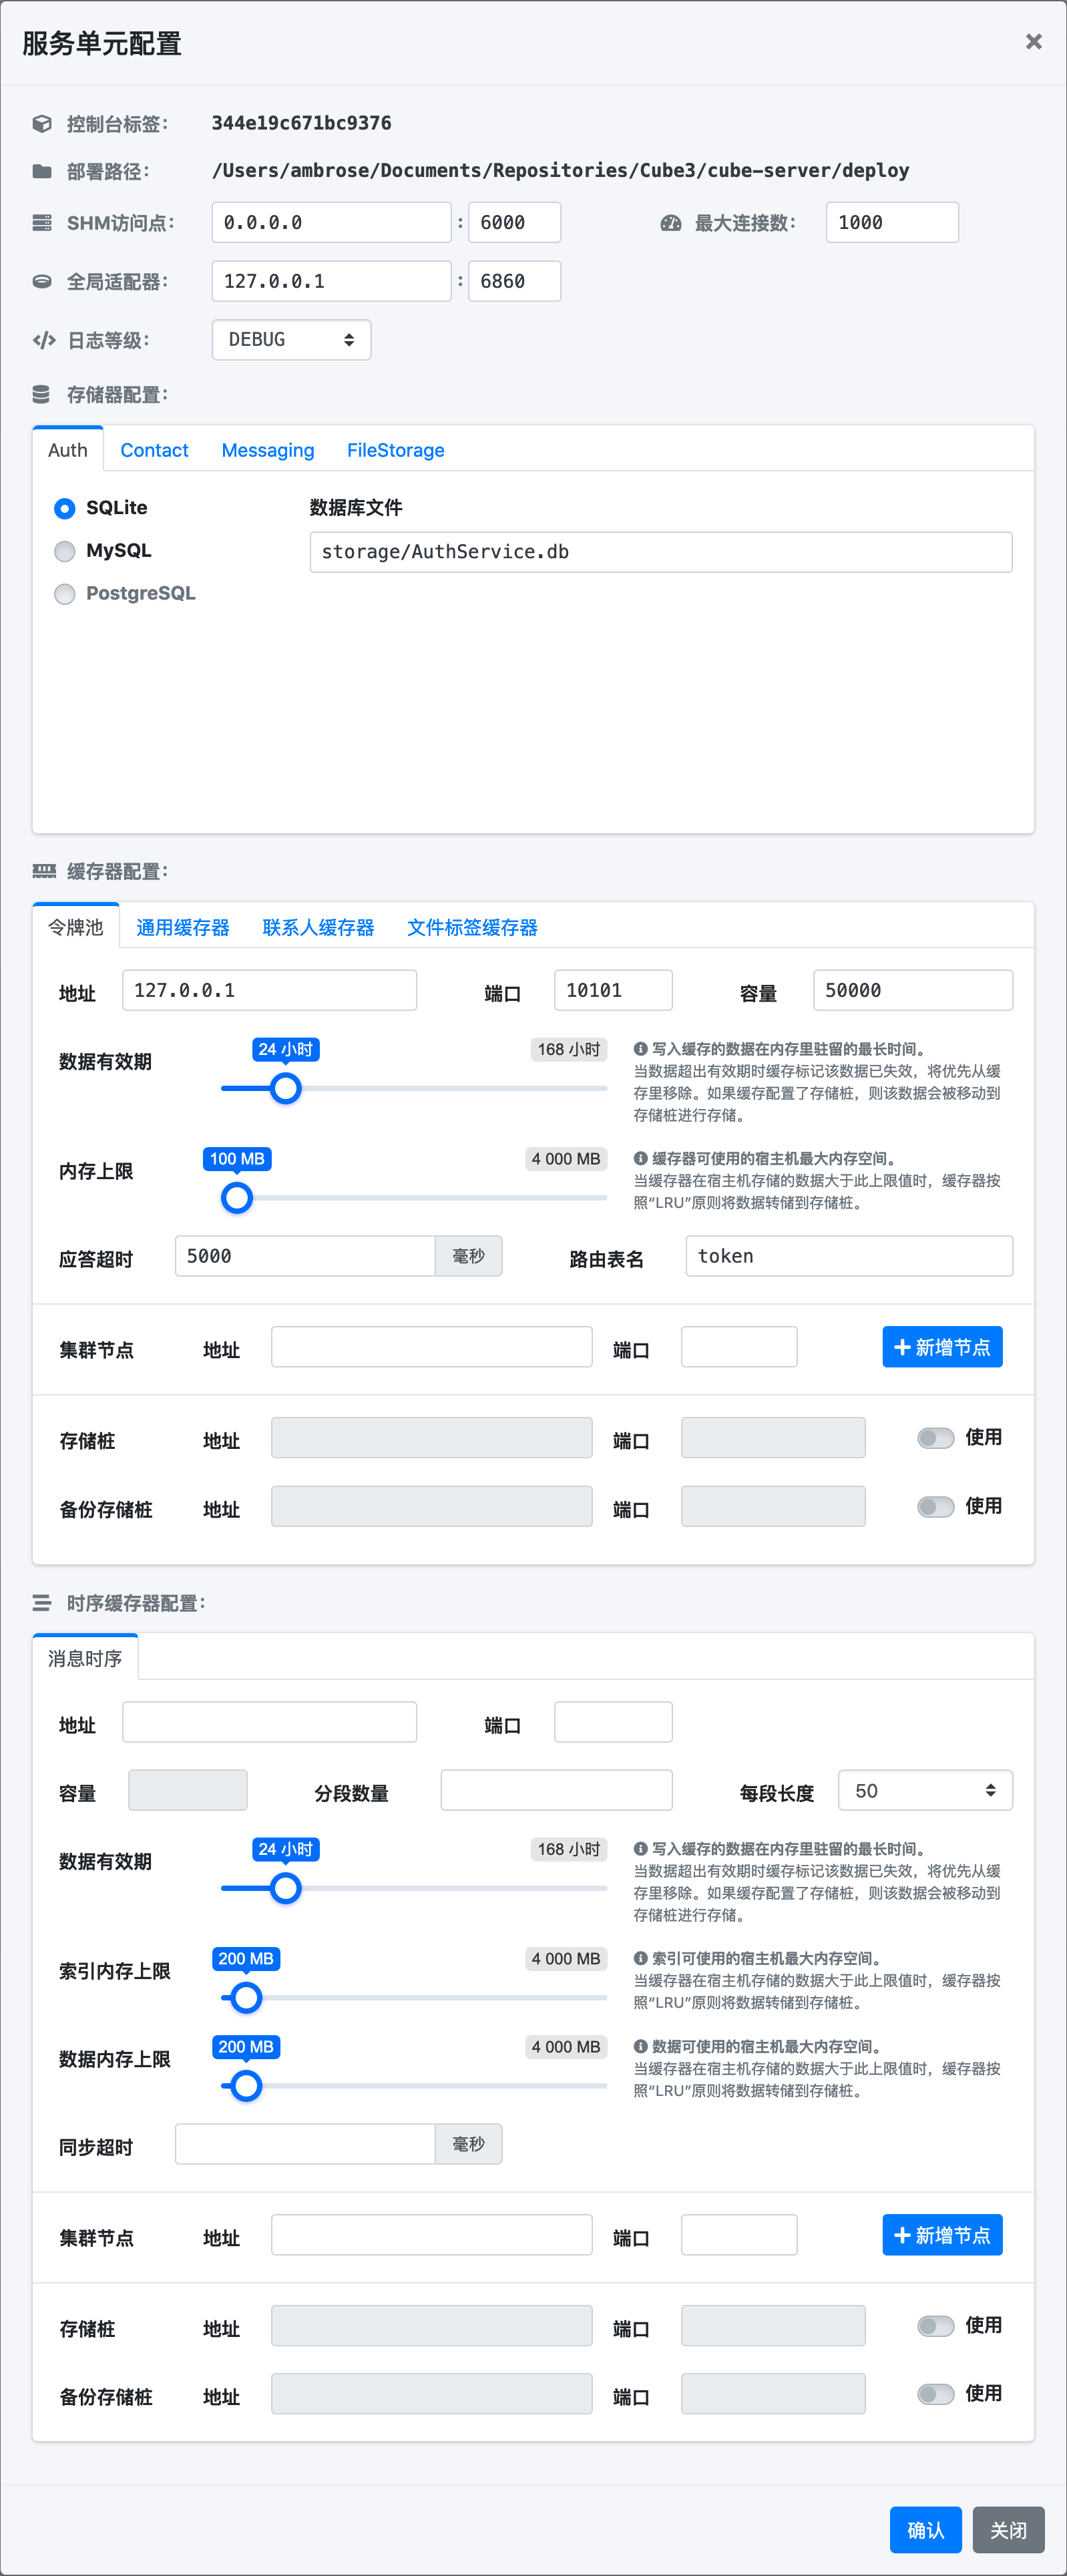 服务单元配置
控制台标签： 344e19c671bc9376
部署路径： /Users/ambrose/Documents/Repositories/Cube3/cube-server/deploy
SHM访问点： 0.0.0.0 : 6000 最大连接数： 1000
全局适配器： 127.0.0.1 : 6860
日志等级： DEBUG
存储器配置：
Auth Contact Messaging FileStorage
SQLite 数据库文件
MySQL storage/AuthService.db
PostgreSQL
缓存器配置：
令牌池 通用缓存器 联系人缓存器 文件标签缓存器
地址 127.0.0.1 端口 10101 容量 50000
数据有效期 24 小时 168 小时 写入缓存的数据在内存里驻留的最长时间。
当数据超出有效期时缓存标记该数据已失效，将优先从缓
存里移除。如果缓存配置了存储桩，则该数据会被移动到
存储桩进行存储。
内存上限 100 MB 4 000 MB 缓存器可使用的宿主机最大内存空间。
当缓存器在宿主机存储的数据大于此上限值时，缓存器按
照“LRU”原则将数据转储到存储桩。
应答超时 5000 毫秒 路由表名 token
集群节点 地址 端口 新增节点
存储桩 地址 端口 使用
备份存储桩 地址 端口 使用
时序缓存器配置：
消息时序
地址 端口
容量 分段数量 每段长度 50
数据有效期 24 小时 168 小时 写入缓存的数据在内存里驻留的最长时间。
当数据超出有效期时缓存标记该数据已失效，将优先从缓
存里移除。如果缓存配置了存储桩，则该数据会被移动到
存储桩进行存储。
索引内存上限 200 MB 4 000 MB 索引可使用的宿主机最大内存空间。
当缓存器在宿主机存储的数据大于此上限值时，缓存器按
照“LRU”原则将数据转储到存储桩。
数据内存上限 200 MB 4 000 MB 数据可使用的宿主机最大内存空间。
当缓存器在宿主机存储的数据大于此上限值时，缓存器按
照“LRU”原则将数据转储到存储桩。
同步超时 毫秒
集群节点 地址 端口 新增节点
存储桩 地址 端口 使用
备份存储桩 地址 端口 使用
确认 关闭